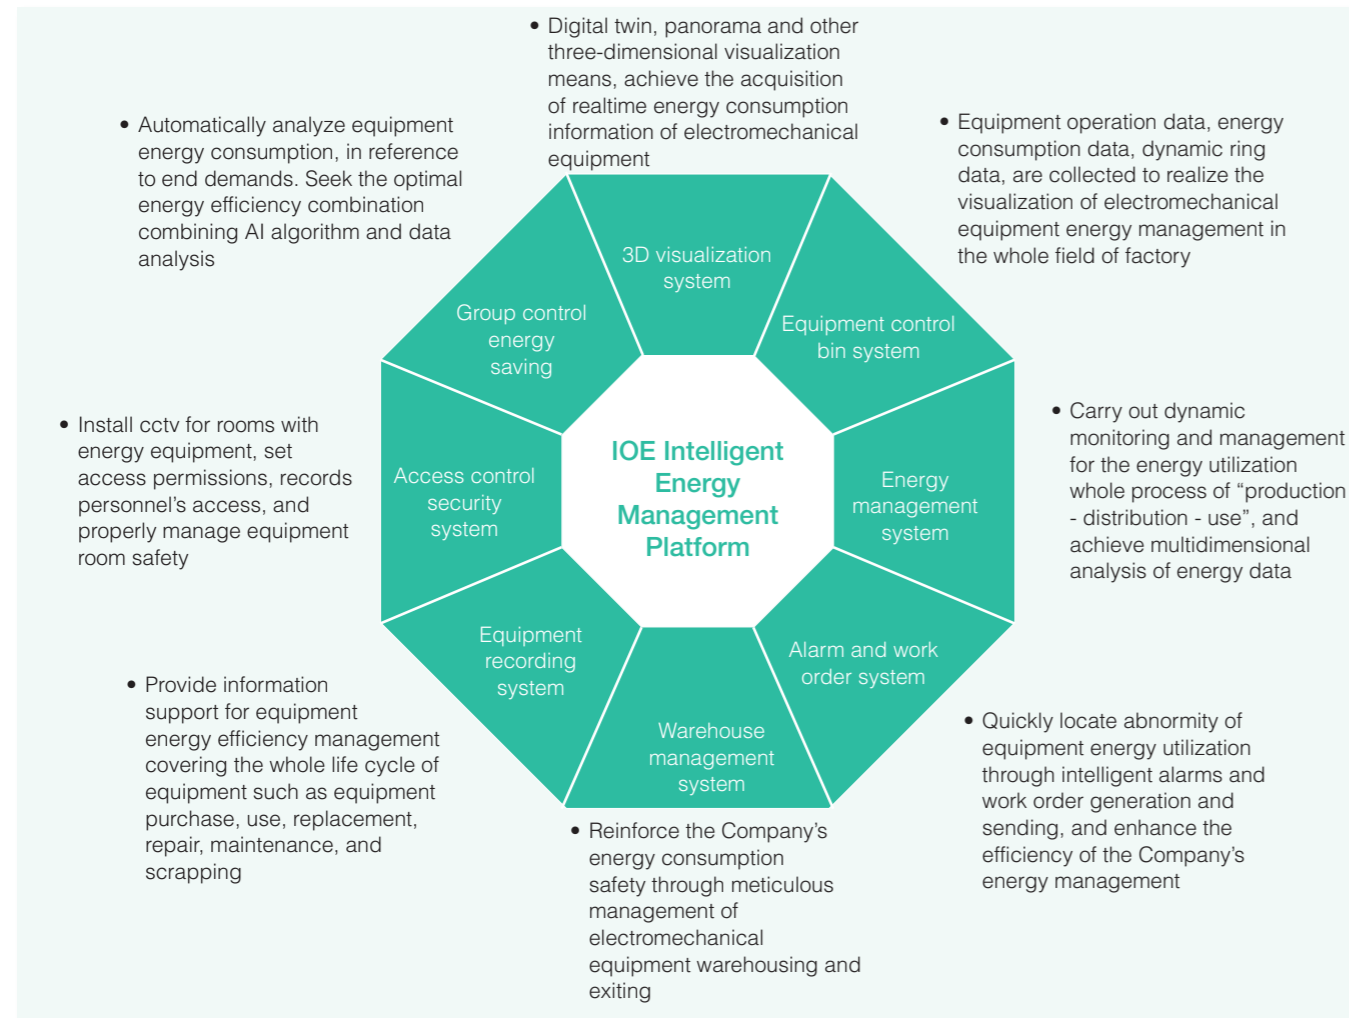 • Digital twin, panorama and other
three-dimensional visualization
means, achieve the acquisition
of realtime energy consumption
information of electromechanical
equipment
• Automatically analyze equipment
energy consumption, in reference
to end demands. Seek the optimal
energy efficiency combination
combining AI algorithm and data
analysis
• Equipment operation data, energy
consumption data, dynamic ring
data, are collected to realize the
visualization of electromechanical
equipment energy management in
the whole field of factory
3D visualization
system
Group control
energy
saving
Equipment control
bin system
• Install cctv for rooms with
energy equipment, set
access permissions, records
personnel’s access, and
properly manage equipment
room safety
Access control
security
system
IOE Intelligent
Energy
Management
Platform
Energy
management
system
• Carry out dynamic
monitoring and management
for the energy utilization
whole process of “production
- distribution - use”, and
achieve multidimensional
analysis of energy data
Equipment
recording
system
Warehouse
management
system
Alarm and work
order system
• Provide information
support for equipment
energy efficiency management
covering the whole life cycle of
equipment such as equipment
purchase, use, replacement,
repair, maintenance, and
scrapping
• Reinforce the Company’s
energy consumption
safety through meticulous
management of
electromechanical
equipment warehousing and
exiting
• Quickly locate abnormity of
equipment energy utilization
through intelligent alarms and
work order generation and
sending, and enhance the
efficiency of the Company’s
energy management